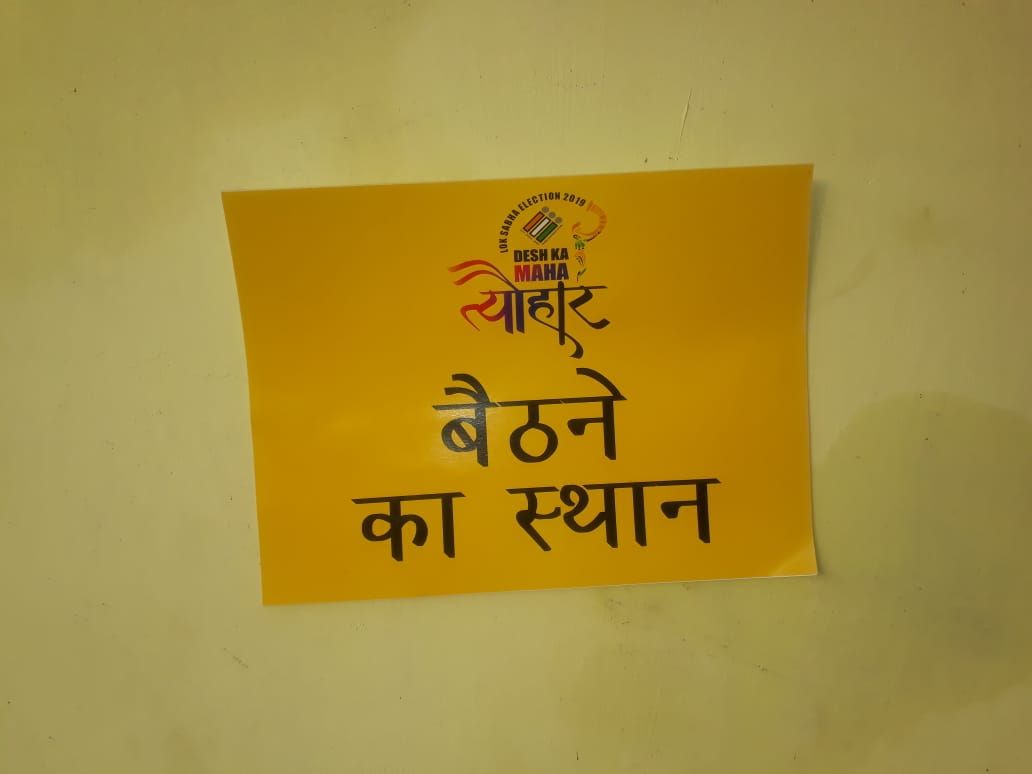 LOK SABHA ELECTION 2019
DESH KA
MAHA
त्यौहार
बैठने
का स्थान